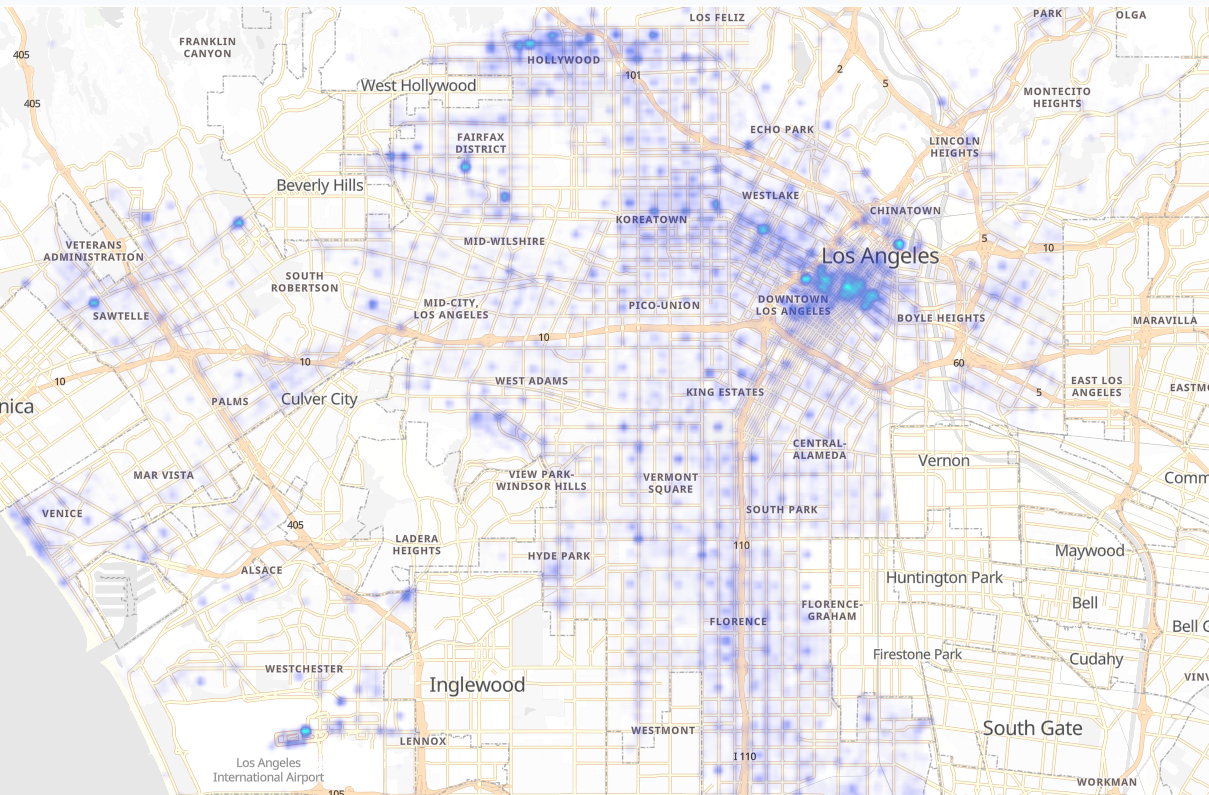 LOS FELIZ
PARK
OLGA
FRANKLIN
CANYON
405
HOLLYWOOD
101
2
5
West Hollywood
405
MONTECITO
HEIGHTS
ECHO PARK
FAIRFAX
DISTRICT
LINCOLN
HEIGHTS
Beverly Hills
WESTLAKE
CHINATOWN
KOREATOWN
VETERANS
ADMINISTRATION
MID-WILSHIRE
5
10
Los Angeles
SOUTH
ROBERTSON
MID-CITY,
LOS ANGELES
PICO-UNION
DOWNTOWN
LOS ANGELES
SAWTELLE
BOYLE HEIGHTS
MARAVILLA
10
10
60
10
WEST ADAMS
KING ESTATES
5
EAST LOS
ANGELES
EASTM
nica
PALMS
Culver City
CENTRAL-
ALAMEDA
Vernon
MAR VISTA
VIEW PARK-
WINDSOR HILLS
VERMONT
SQUARE
Comm
VENICE
SOUTH PARK
405
LADERA
HEIGHTS
110
HYDE PARK
Maywood
ALSACE
Huntington Park
Bell
FLORENCE-
GRAHAM
FLORENCE
Bell G
Firestone Park
Cudahy
WESTCHESTER
VINV
Inglewood
WESTMONT
South Gate
LENNOX
I 110
Los Angeles
International Airport
WORKMAN
105